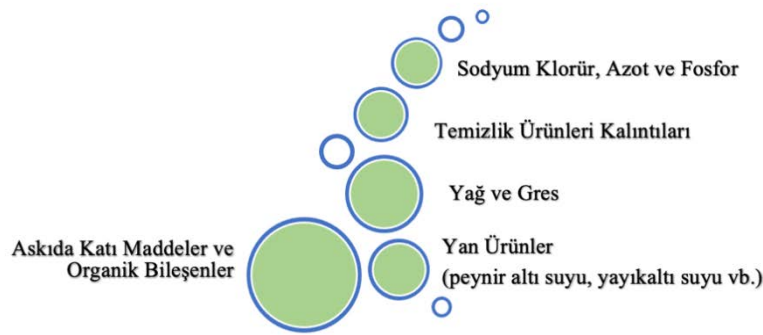 Sodyum Klorür, Azot ve Fosfor
Temizlik Ürünleri Kalıntıları
Yağ ve Gres
Yan Ürünler
(peynir altı suyu, yayıkaltı suyu vb.)
Askıda Katı Maddeler ve
Organik Bileşenler